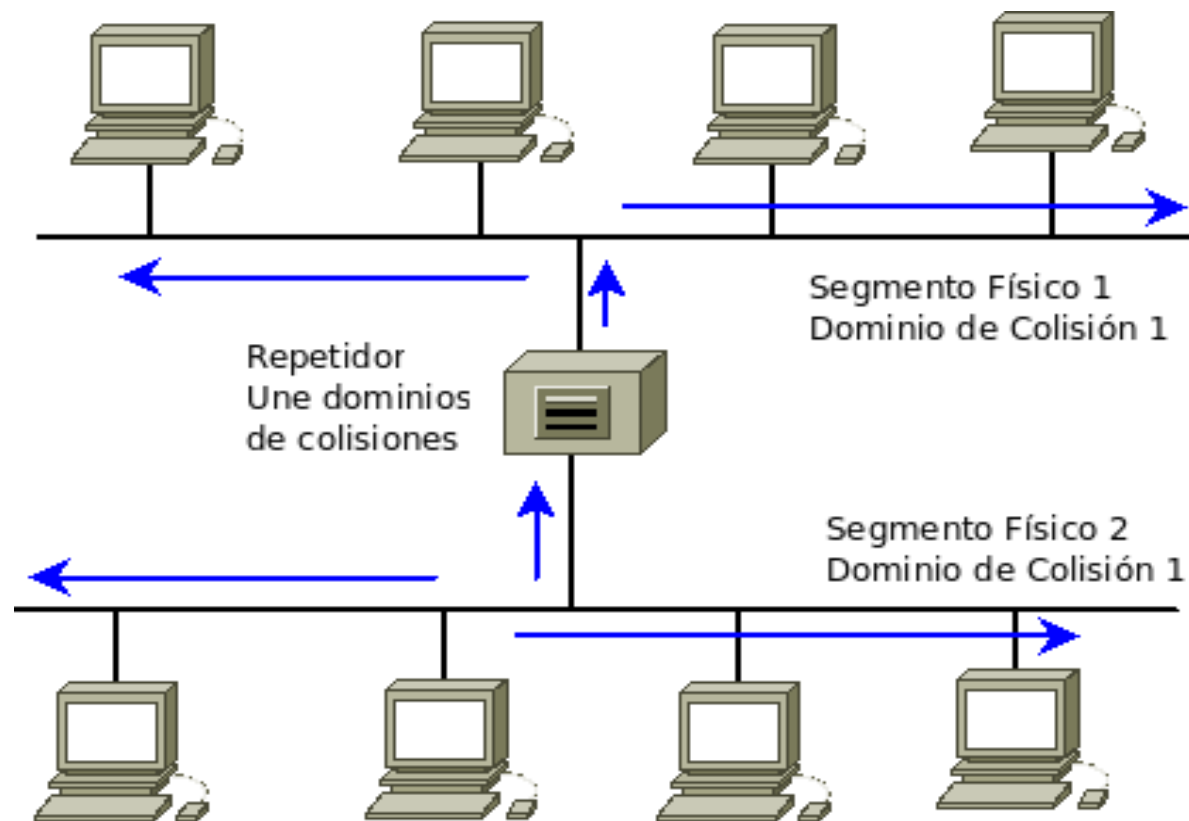 Segmento Físico 1
Dominio de Colisión 1
Repetidor
Une dominios
de colisiones
Segmento Físico 2
Dominio de Colisión 1